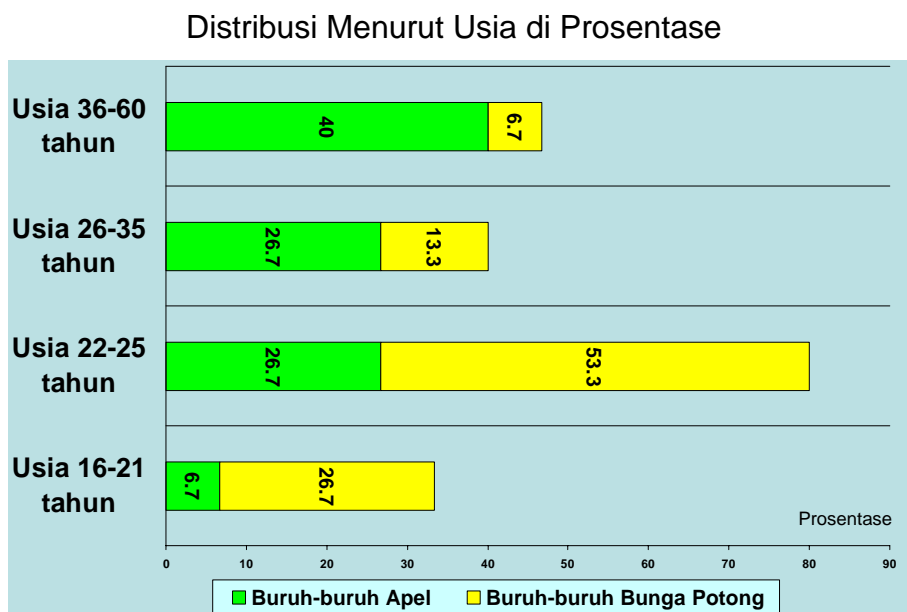 Distribusi Menurut Usia di Prosentase
Usia 36-60
tahun
40
6.7
Usia 26-35
tahun
26.7
13.3
Usia 22-25
tahun
26.7
53.3
Usia 16-21
tahun
6.7
26.7
Prosentase
0 10 20 30 40 50 60 70 80 90
Buruh-buruh Apel Buruh-buruh Bunga Potong